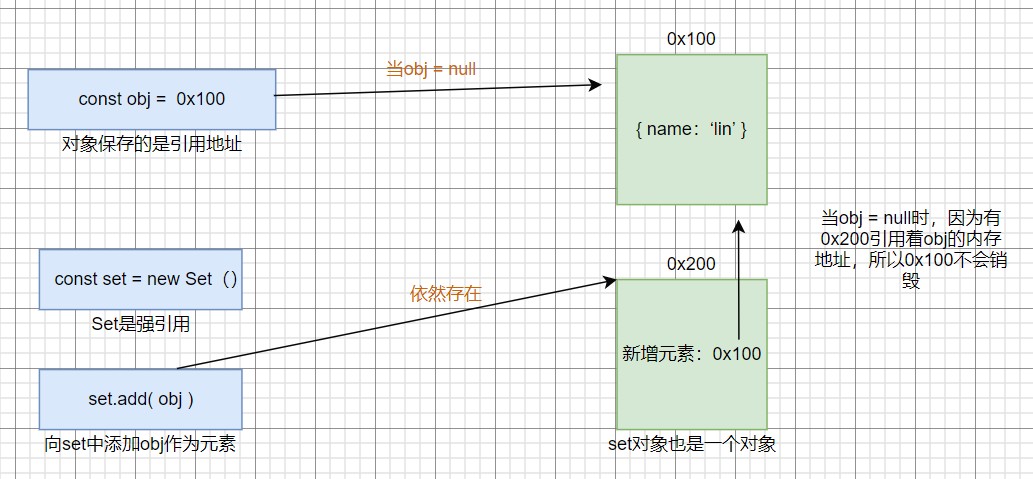 0x100
当obj = null
const obj =  0x100
{ name：‘lin’ }
对象保存的是引用地址
当obj = null时，因为有
0x200引用着obj的内存
地址，所以0x100不会销
毁
0x200
const set = new Set（）
依然存在
Set是强引用
新增元素：0x100
set.add( obj )
向set中添加obj作为元素
set对象也是一个对象